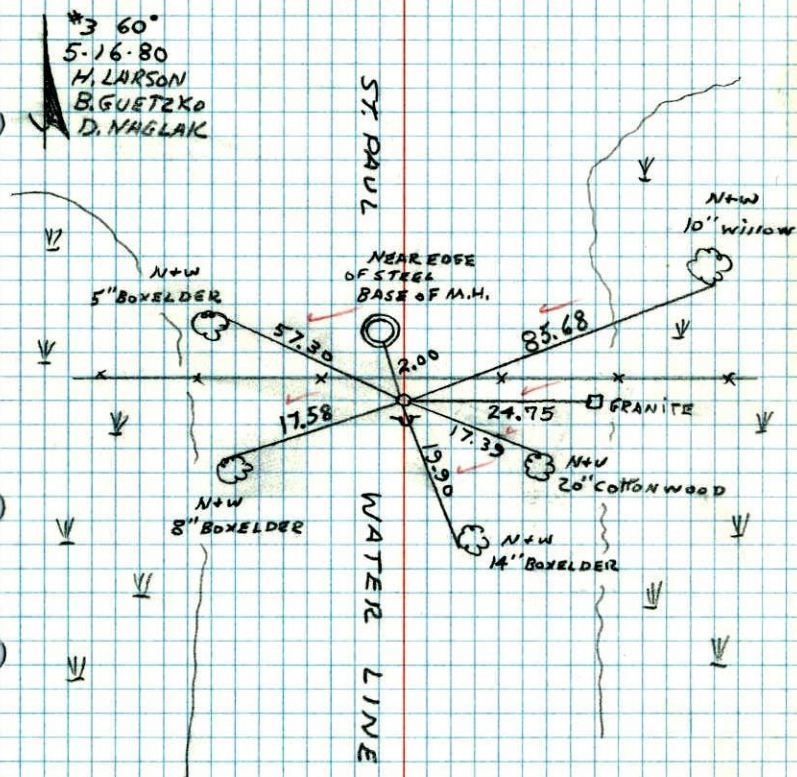 #3 60°
5-16-80
H. LARSON
B. GUETZKO
D. NAGLAK
ST. PAUL
N+W
10" willow
NEAR EDGE
OF STEEL
BASE OF M.H.
N+W
5" BOXELDER
57.30
85.68
2.00
24.75
GRANITE
17.58
17.39
19.90
N+W
20" COTTONWOOD
N+W
8" BOXELDER
N+W
14" BOXELDER
WATER LINE